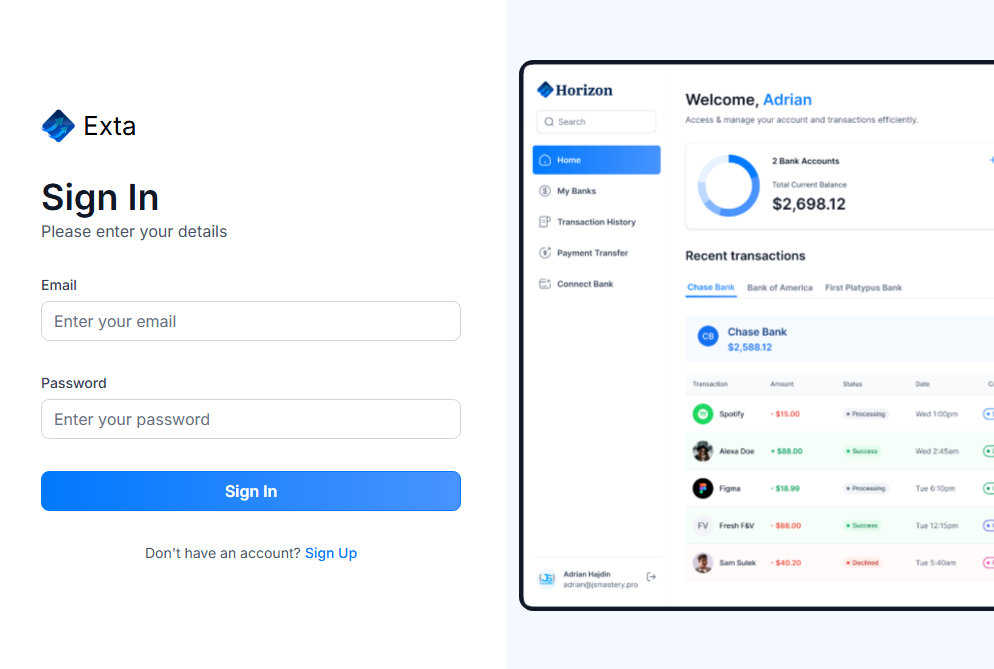 Exta
Sign In
Please enter your details
Email
Enter your email
Password
Enter your password
Sign In
Don't have an account? Sign Up
Horizon
Search
Home
My Banks
Transaction History
Payment Transfer
Connect Bank
Adrian Hajdin
adrian@jsmastery.pro
Welcome, Adrian
Access & manage your account and transactions efficiently.
2 Bank Accounts
Total Current Balance
$2,698.12
Recent transactions
Chase Bank Bank of America First Platypus Bank
CB Chase Bank
$2,588.12
Transaction Amount Status Date
Spotify - $15.00 Processing Wed 1:00pm
Alexa Doe + $88.00 Success Wed 2:45am
Figma - $18.99 Processing Tue 6:10pm
FV Fresh F&V - $88.00 Success Tue 12:15pm
Sam Sulek - $40.20 Declined Tue 5:40am